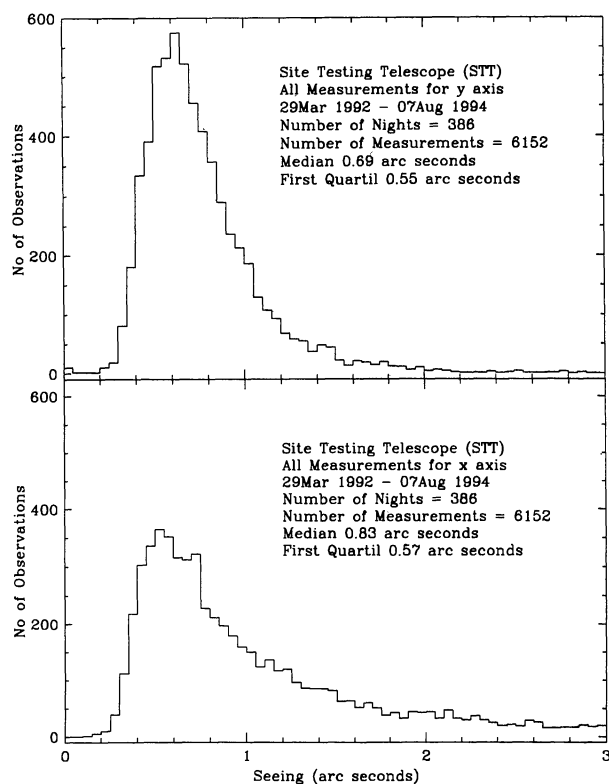 600
No of Observations
400
200
0
Site Testing Telescope (STT)
All Measurements for y axis
29Mar 1992 – 07Aug 1994
Number of Nights = 386
Number of Measurements = 6152
Median 0.69 arc seconds
First Quartil 0.55 arc seconds
600
No of Observations
400
200
0
Site Testing Telescope (STT)
All Measurements for x axis
29Mar 1992 – 07Aug 1994
Number of Nights = 386
Number of Measurements = 6152
Median 0.83 arc seconds
First Quartil 0.57 arc seconds
0 1 2 3
Seeing (arc seconds)